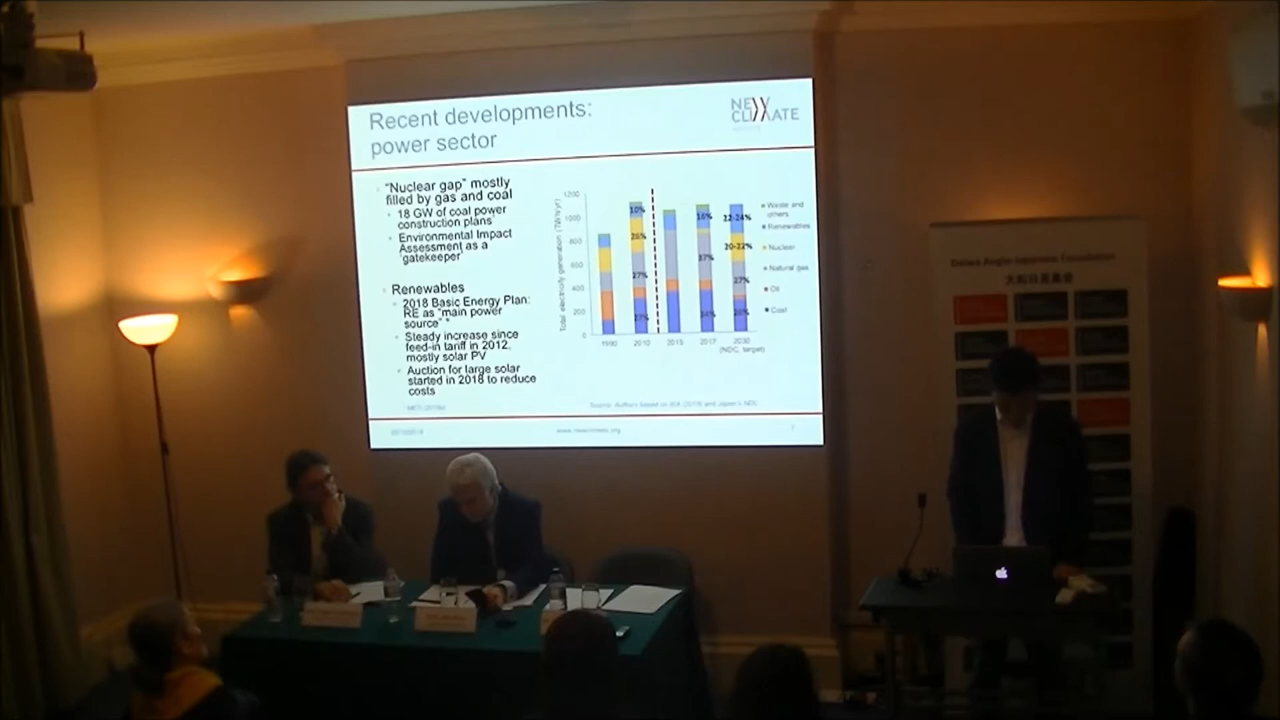 Recent developments:
power sector
NEW
CLIMATE
"Nuclear gap" mostly
filled by gas and coal
18 GW of coal power
construction plans
Environmental Impact
Assessment as a
'gatekeeper'
Renewables
2018 Basic Energy Plan:
RE as "main power
source" *
Steady increase since
feed-in tariff in 2012,
mostly solar PV
Auction for large solar
started in 2018 to reduce
costs
Total electricity generation (TWh/yr)
1200
1000
800
600
400
200
0
10%
26%
27%
27%
16%
37%
22-24%
20-22%
27%
1990
2010
2015
2017
2030
(NDC, target)
Waste and
others
Renewables
Nuclear
Natural gas
Oil
Coal
www.newclimate.org
7
Daiwa Anglo-Japanese Foundation
大和日英基金